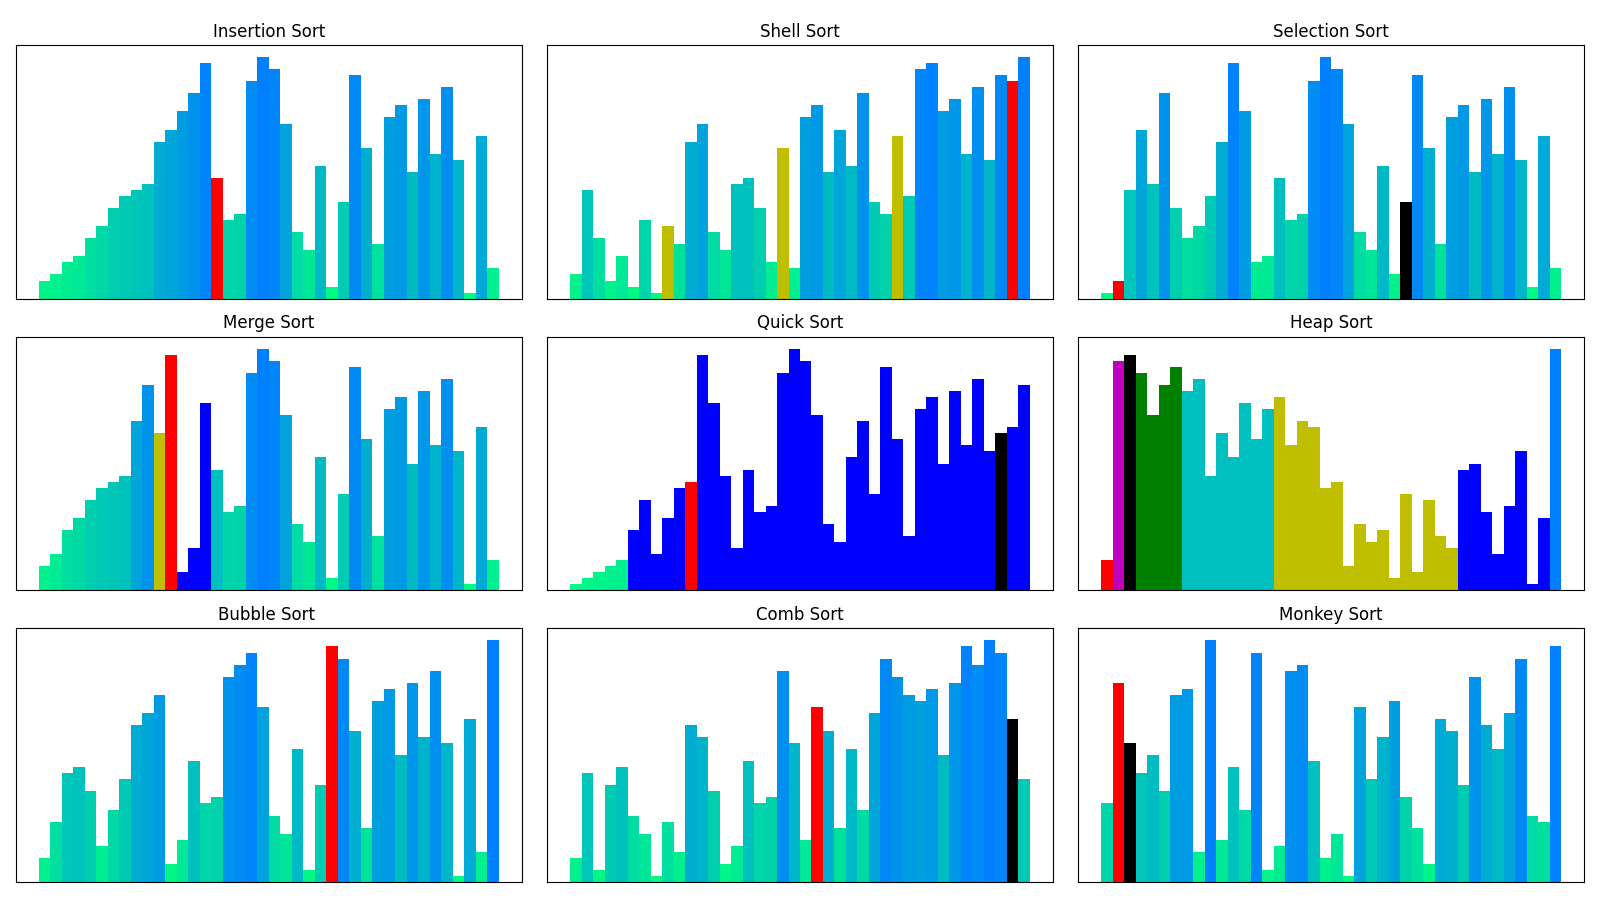 Insertion Sort
Shell Sort
Selection Sort
Merge Sort
Quick Sort
Heap Sort
Bubble Sort
Comb Sort
Monkey Sort